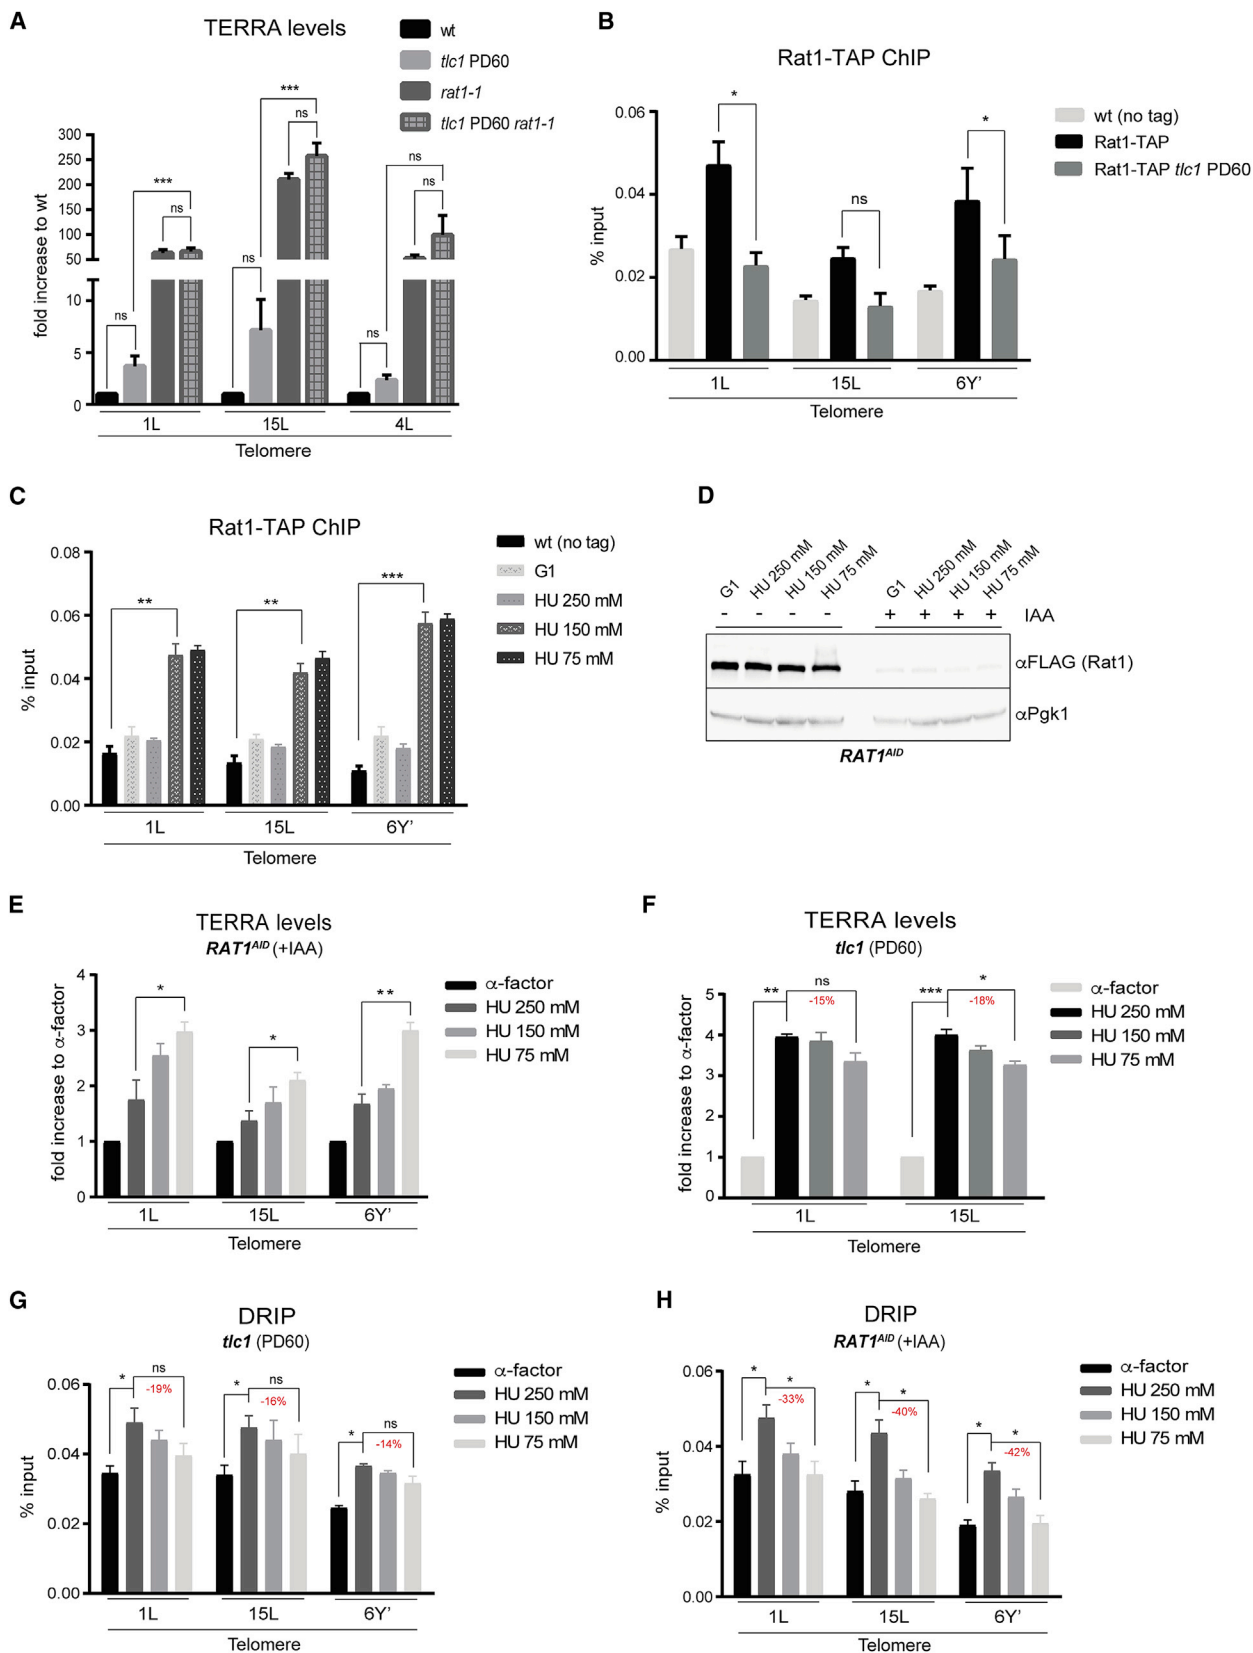 A
TERRA levels
wt
tlc1 PD60
rat1-1
tlc1 PD60 rat1-1
fold increase to wt
300
250
200
150
100
50
10
5
0
ns
***
ns
ns
***
ns
ns
ns
ns
1L 15L 4L
Telomere
B
Rat1-TAP ChIP
wt (no tag)
Rat1-TAP
Rat1-TAP tlc1 PD60
% input
0.06
0.04
0.02
0.00
*
ns
*
1L 15L 6Y'
Telomere
C
Rat1-TAP ChIP
wt (no tag)
G1
HU 250 mM
HU 150 mM
HU 75 mM
% input
0.08
0.06
0.04
0.02
0.00
**
**
***
1L 15L 6Y'
Telomere
D
G1 HU 250 mM HU 150 mM HU 75 mM G1 HU 250 mM HU 150 mM HU 75 mM
- - - - + + + + IAA
αFLAG (Rat1)
αPgk1
RAT1AID
E
TERRA levels
RAT1AID (+IAA)
α-factor
HU 250 mM
HU 150 mM
HU 75 mM
fold increase to α-factor
4
3
2
1
0
*
*
**
1L 15L 6Y'
Telomere
F
TERRA levels
tlc1 (PD60)
α-factor
HU 250 mM
HU 150 mM
HU 75 mM
fold increase to α-factor
5
4
3
2
1
0
** ns
-15%
*** *
-18%
1L 15L
Telomere
G
DRIP
tlc1 (PD60)
α-factor
HU 250 mM
HU 150 mM
HU 75 mM
% input
0.06
0.04
0.02
0.00
* ns
-19%
* ns
-16%
* ns
-14%
1L 15L 6Y'
Telomere
H
DRIP
RAT1AID (+IAA)
α-factor
HU 250 mM
HU 150 mM
HU 75 mM
% input
0.06
0.04
0.02
0.00
* *
-33%
* *
-40%
* *
-42%
1L 15L 6Y'
Telomere